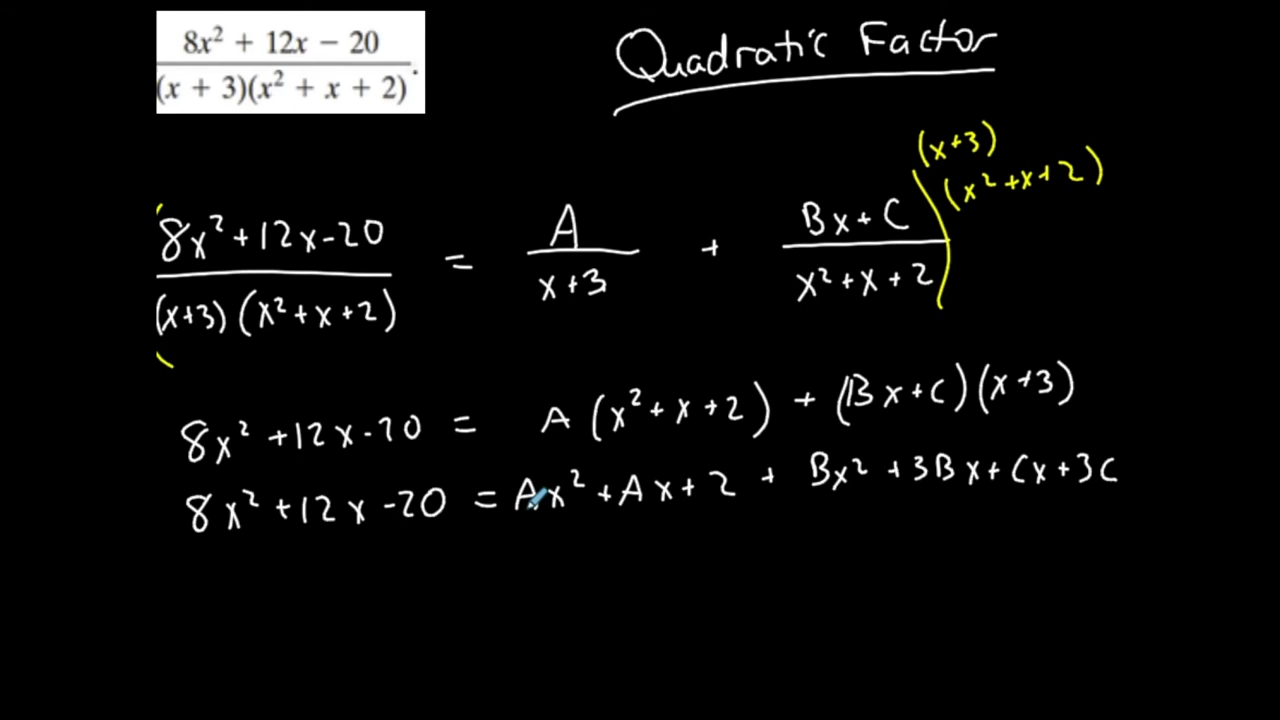 8x² + 12x − 20
(x + 3)(x² + x + 2)
.
Quadratic Factor
(x+3)
(x²+x+2)
8x²+12x-20 = A + Bx+C
(x+3)(x²+x+2) x+3 x²+x+2
8x²+12x-20 = A(x²+x+2) + (Bx+C)(x+3)
8x²+12x-20 = Ax²+Ax+2 + Bx²+3Bx+Cx+3C